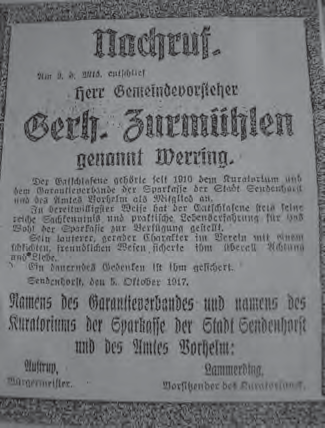 Nachruf.
Am 3. d. Mts. entschlief
Herr Gemeindevorsteher
Gerh. Zurmühlen
genannt Werring.
Der Entschlafene gehörte seit 1910 dem Kuratorium und
dem Garantieverbande der Sparkasse der Stadt Sendenhorst
und des Amtes Vorhelm als Mitglied an.
In bereitwilligster Weise hat der Entschlafene stets seine
reiche Sachkenntnis und praktische Lebenserfahrung für das
Wohl der Sparkasse zur Verfügung gestellt.
Sein lauterer, gerader Charakter im Verein mit einem
schlichten, freundlichen Wesen sicherte ihm überall Achtung
und Liebe.
Ein dauerndes Gedenken ist ihm gesichert.
Sendenhorst, den 5. Oktober 1917.
Namens des Garantieverbandes und namens des
Kuratoriums der Sparkasse der Stadt Sendenhorst
und des Amtes Vorhelm:
Lammerding,
Bürgermeister. Vorsitzender des Kuratoriums.